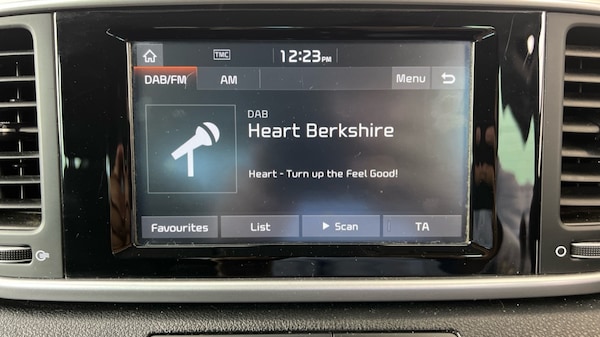 TMC 12:23PM
DAB/FM AM Menu
DAB
Heart Berkshire
Heart - Turn up the Feel Good!
Favourites List Scan TA